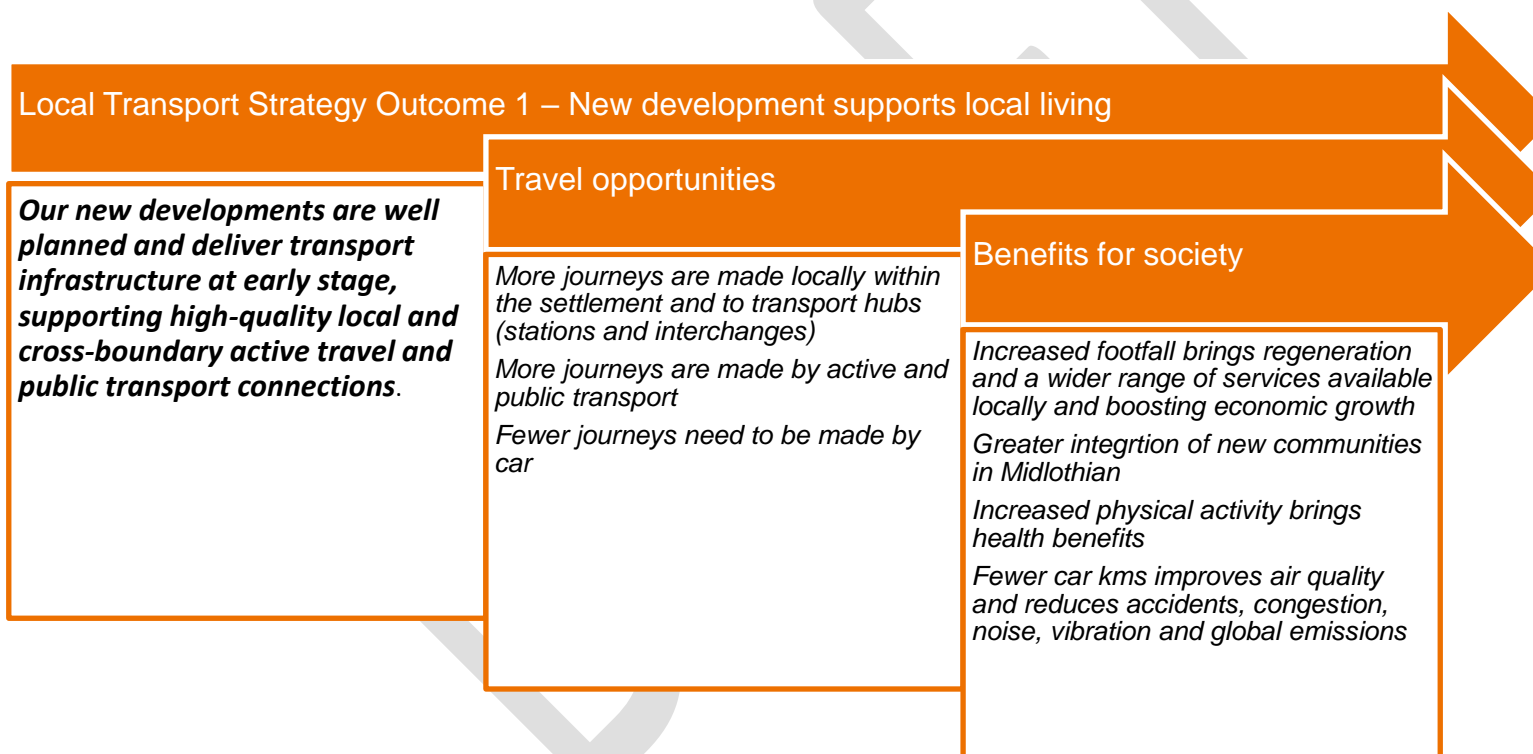 Local Transport Strategy Outcome 1 – New development supports local living
Our new developments are well
planned and deliver transport
infrastructure at early stage,
supporting high-quality local and
cross-boundary active travel and
public transport connections.
Travel opportunities
More journeys are made locally within
the settlement and to transport hubs
(stations and interchanges)
More journeys are made by active and
public transport
Fewer journeys need to be made by
car
Benefits for society
Increased footfall brings regeneration
and a wider range of services available
locally and boosting economic growth
Greater integrtion of new communities
in Midlothian
Increased physical activity brings
health benefits
Fewer car kms improves air quality
and reduces accidents, congestion,
noise, vibration and global emissions